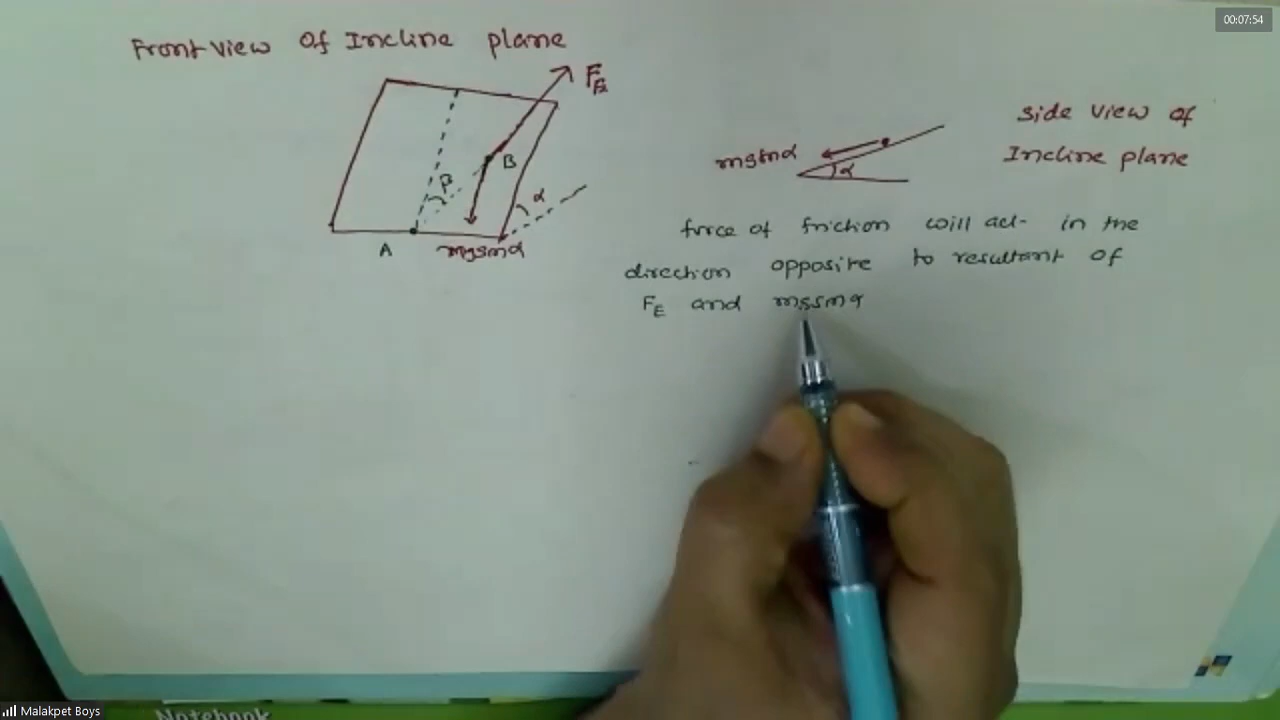 00:07:54
Front view of Incline plane
FE
B
β
α
A
mgsinα
side view of
Incline plane
mgsinα
α
force of friction will act in the
direction opposite to resultant of
FE and mgsinα
Malakpet Boys
Notebook